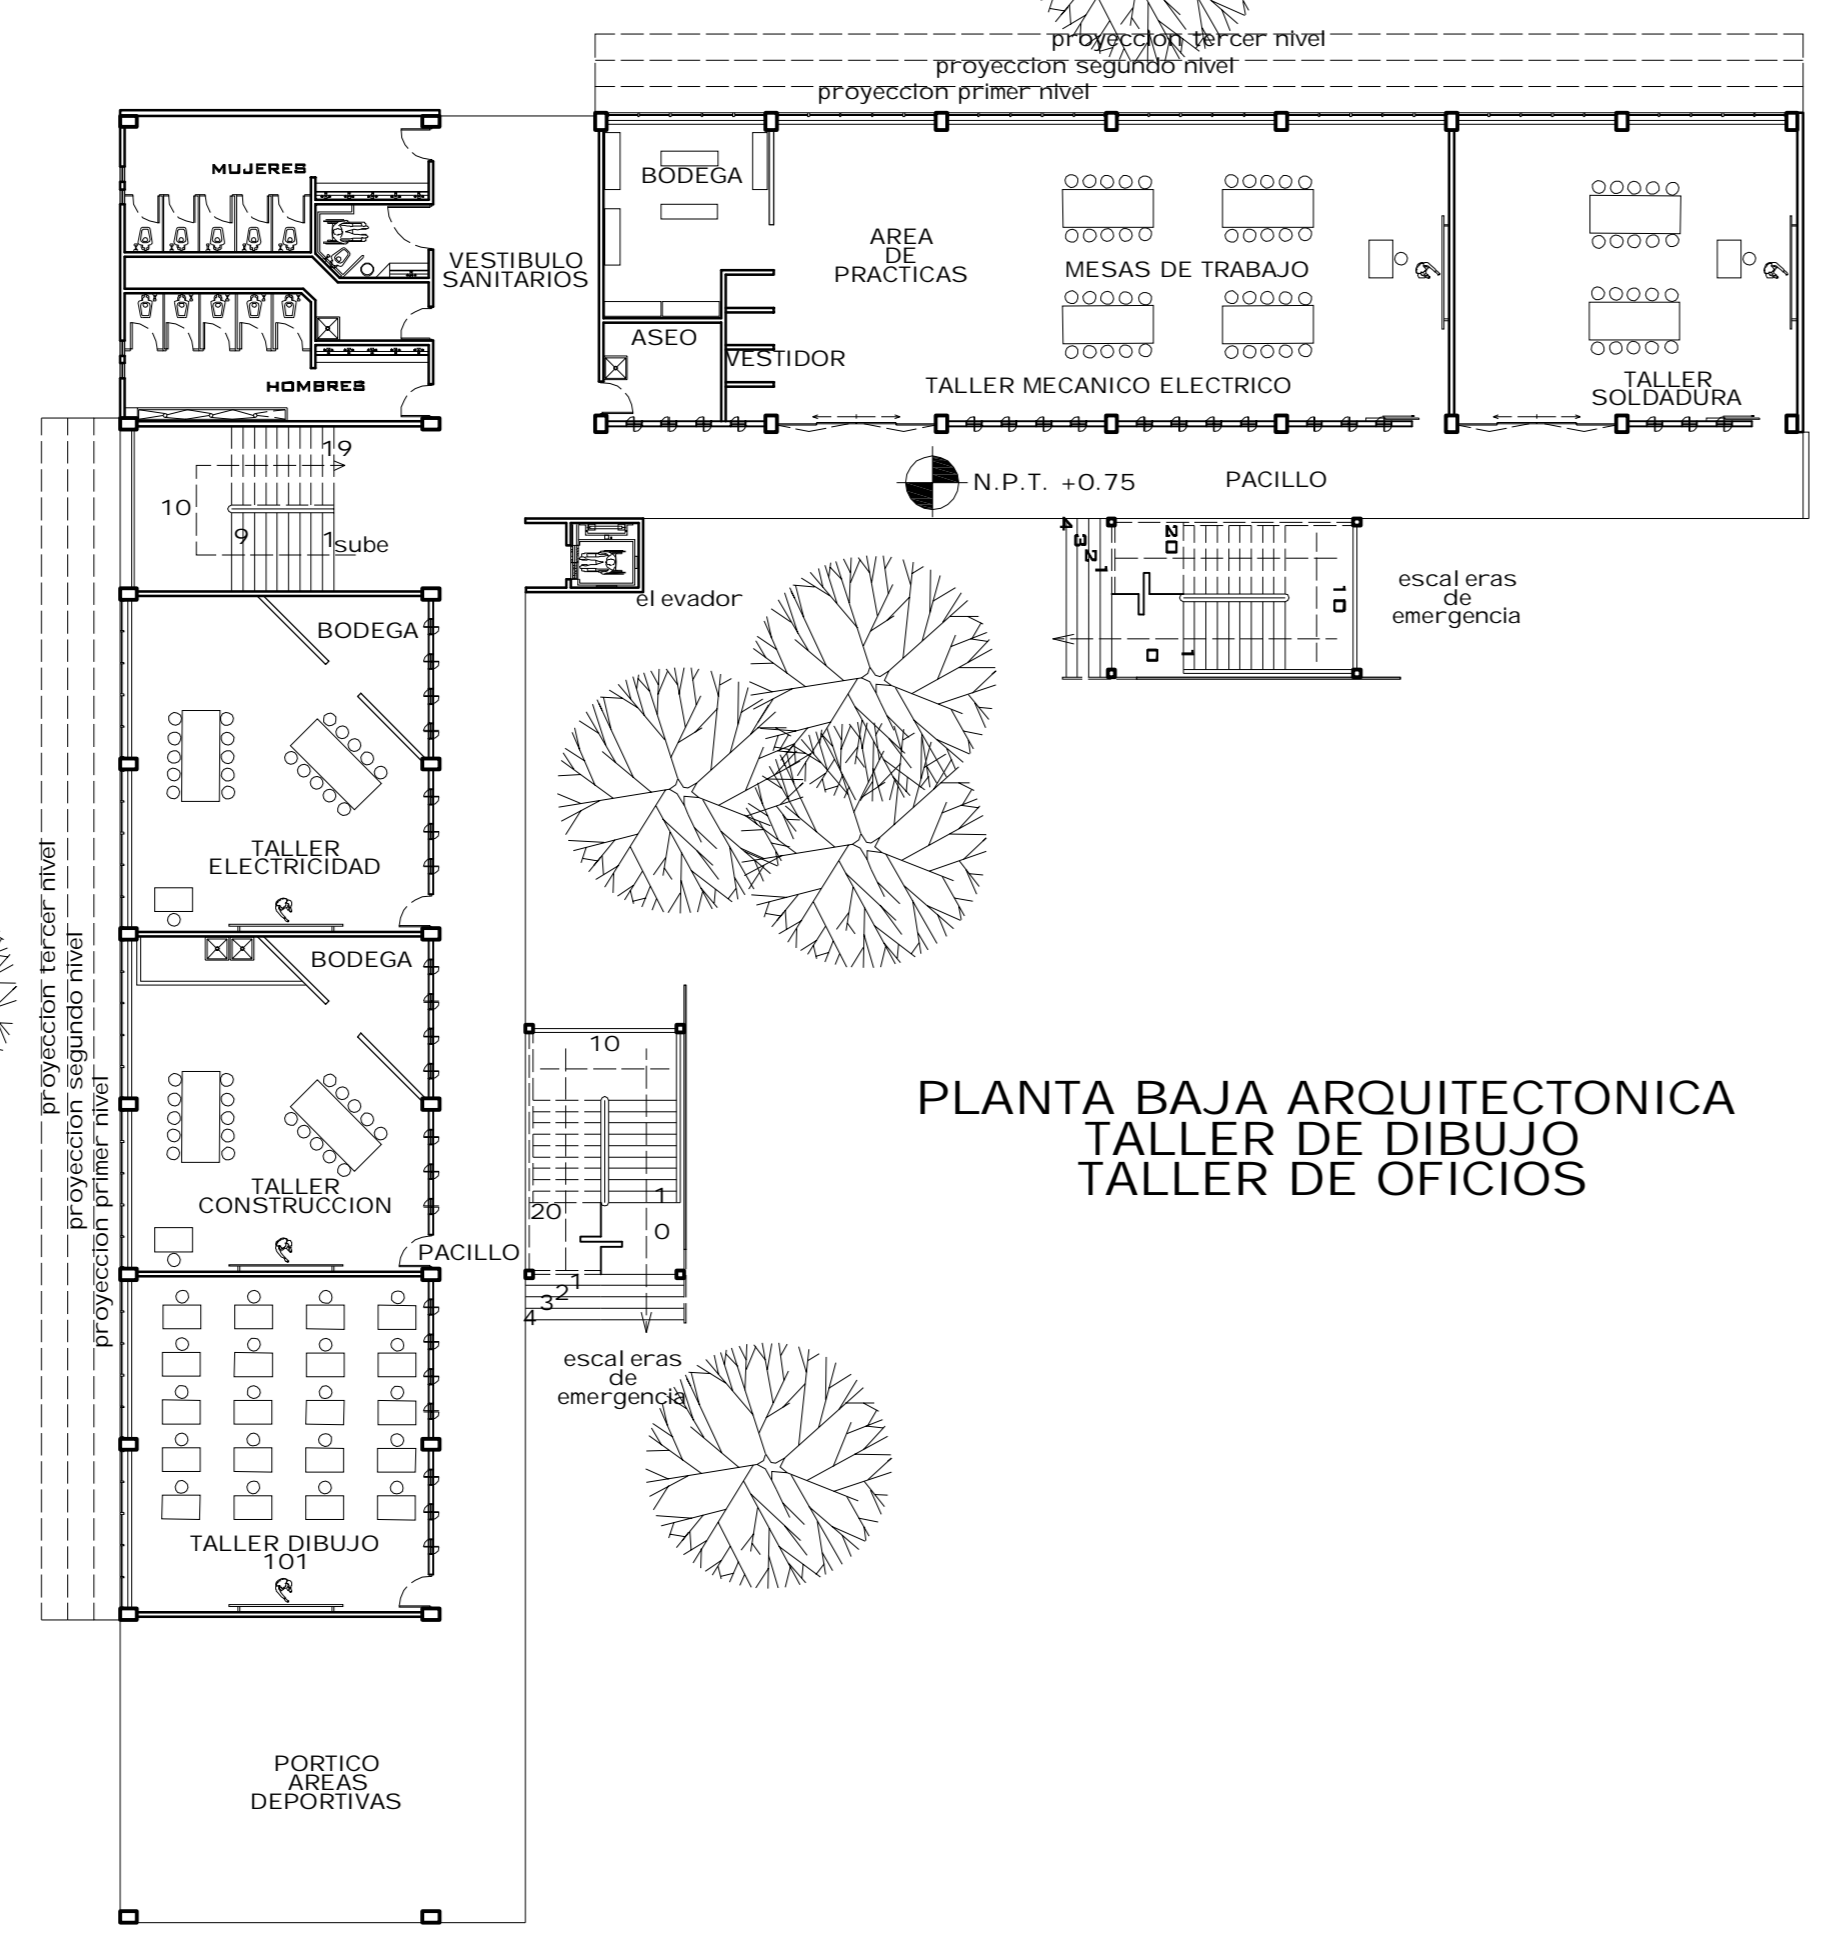 proyeccion tercer nivel
proyeccion segundo nivel
proyeccion primer nivel
MUJERES
VESTIBULO
SANITARIOS
HOMBRES
BODEGA
ASEO
VESTIDOR
AREA
DE
PRACTICAS
MESAS DE TRABAJO
TALLER MECANICO ELECTRICO
TALLER
SOLDADURA
N.P.T. +0.75
PACILLO
19
10
9
1
sube
elevador
4
3
2
1
20
10
0
1
escaleras
de
emergencia
BODEGA
TALLER
ELECTRICIDAD
BODEGA
TALLER
CONSTRUCCION
PACILLO
proyeccion tercer nivel
proyeccion segundo nivel
proyeccion primer nivel
10
20
1
0
1
2
3
4
escaleras
de
emergencia
TALLER DIBUJO
101
PORTICO
AREAS
DEPORTIVAS
PLANTA BAJA ARQUITECTONICA
TALLER DE DIBUJO
TALLER DE OFICIOS